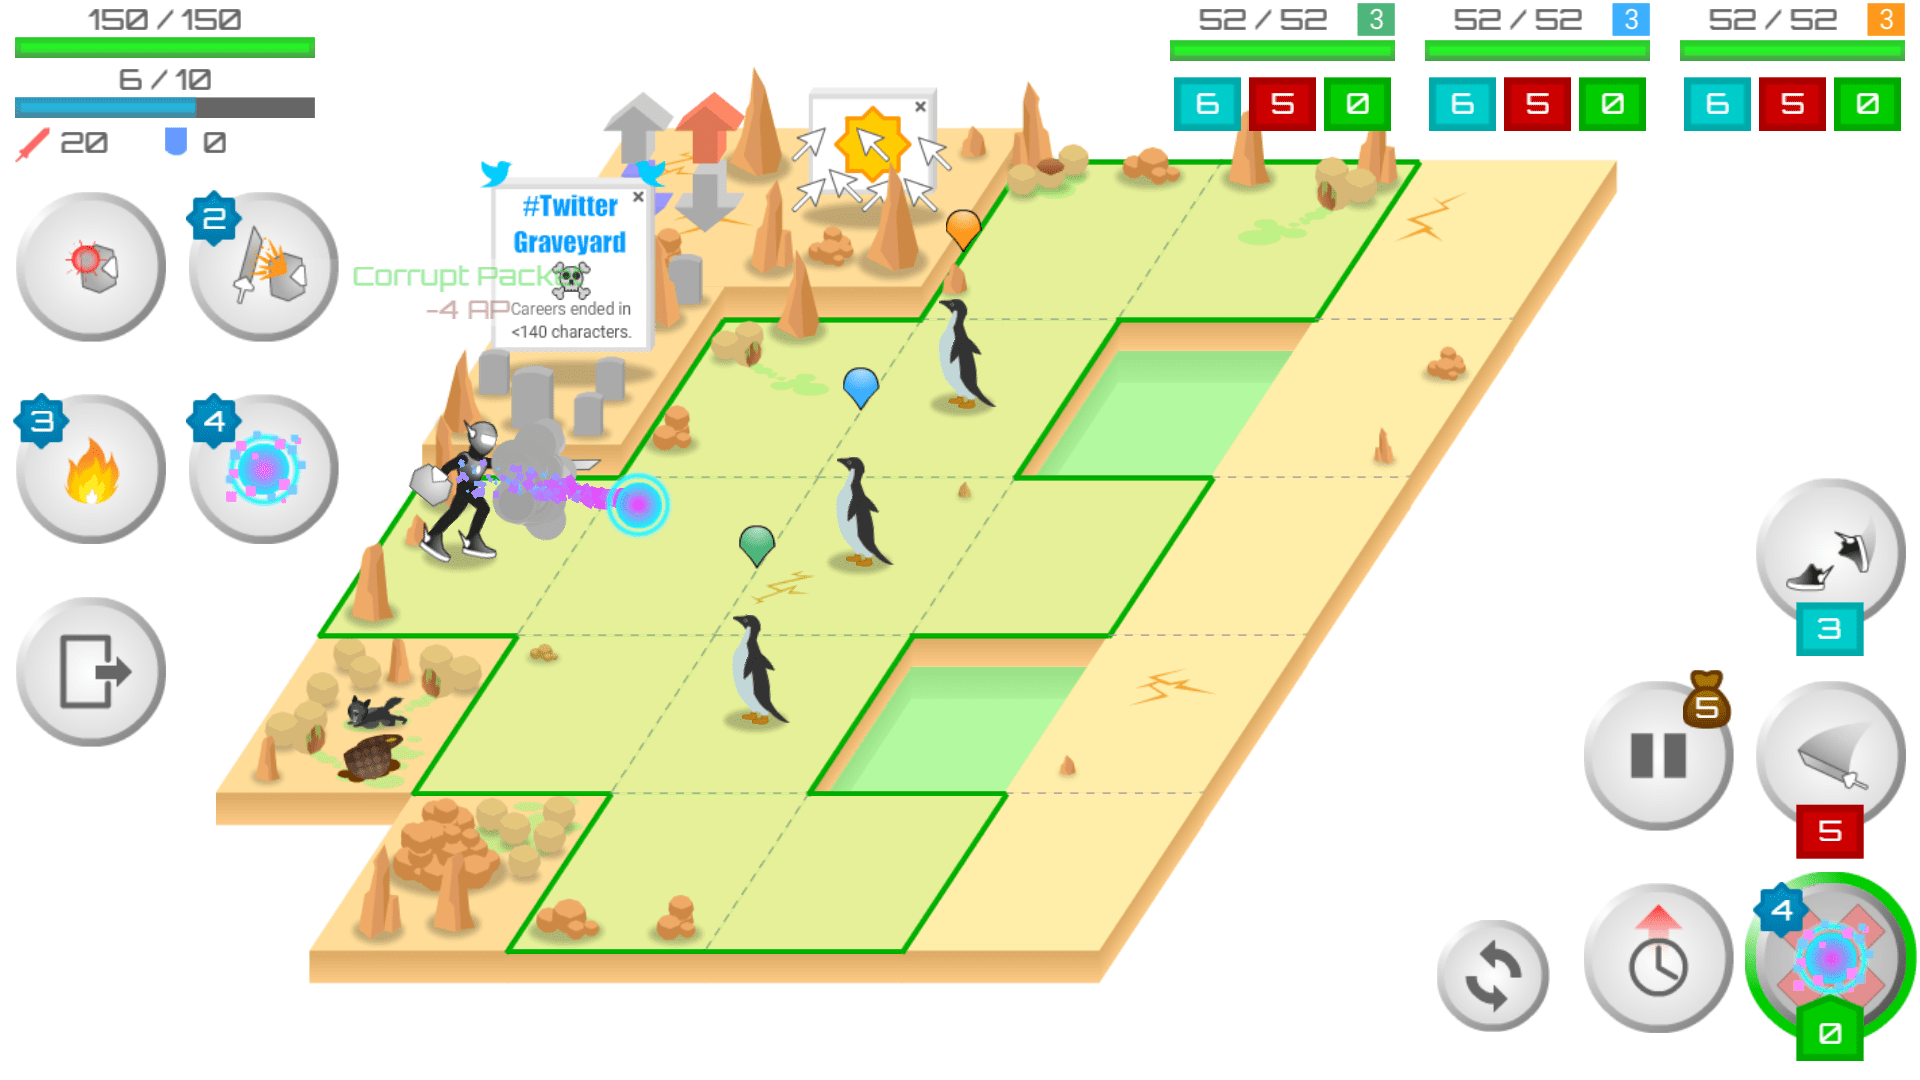 150 / 150
6 / 10
20 0
52 / 52 3
6 5 0
52 / 52 3
6 5 0
52 / 52 3
6 5 0
2
3
4
#Twitter
Graveyard
Careers ended in
<140 characters.
Corrupt Pack
-4 AP
3
5
5
4
0